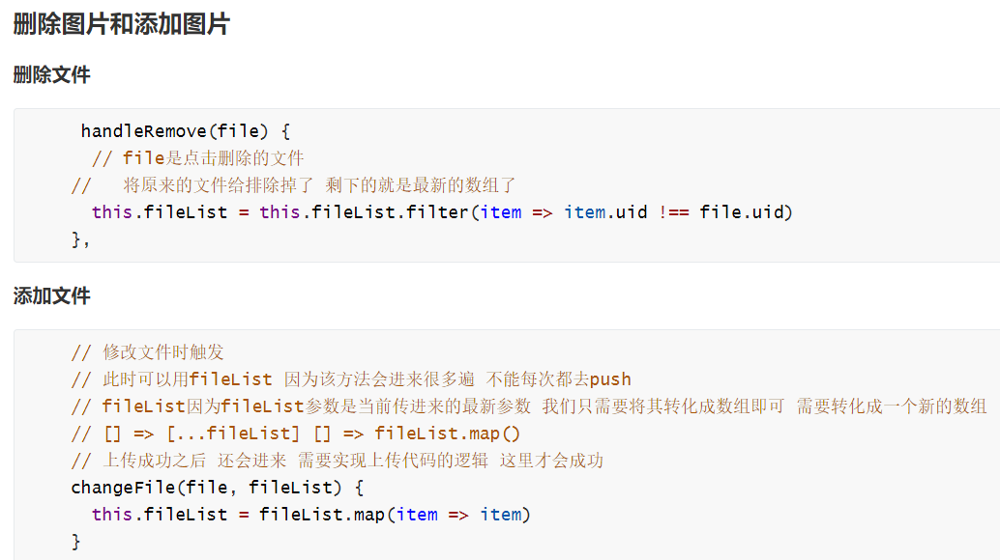 删除图片和添加图片
删除文件
handleRemove(file) {
// file是点击删除的文件
// 将原来的文件给排除掉了 剩下的就是最新的数组了
this.fileList = this.fileList.filter(item => item.uid !== file.uid)
},
添加文件
// 修改文件时触发
// 此时可以用fileList 因为该方法会进来很多遍 不能每次都去push
// fileList因为fileList参数是当前传进来的最新参数 我们只需要将其转化成数组即可 需要转化成一个新的数组
// [] => [...fileList] [] => fileList.map()
// 上传成功之后 还会进来 需要实现上传代码的逻辑 这里才会成功
changeFile(file, fileList) {
this.fileList = fileList.map(item => item)
}